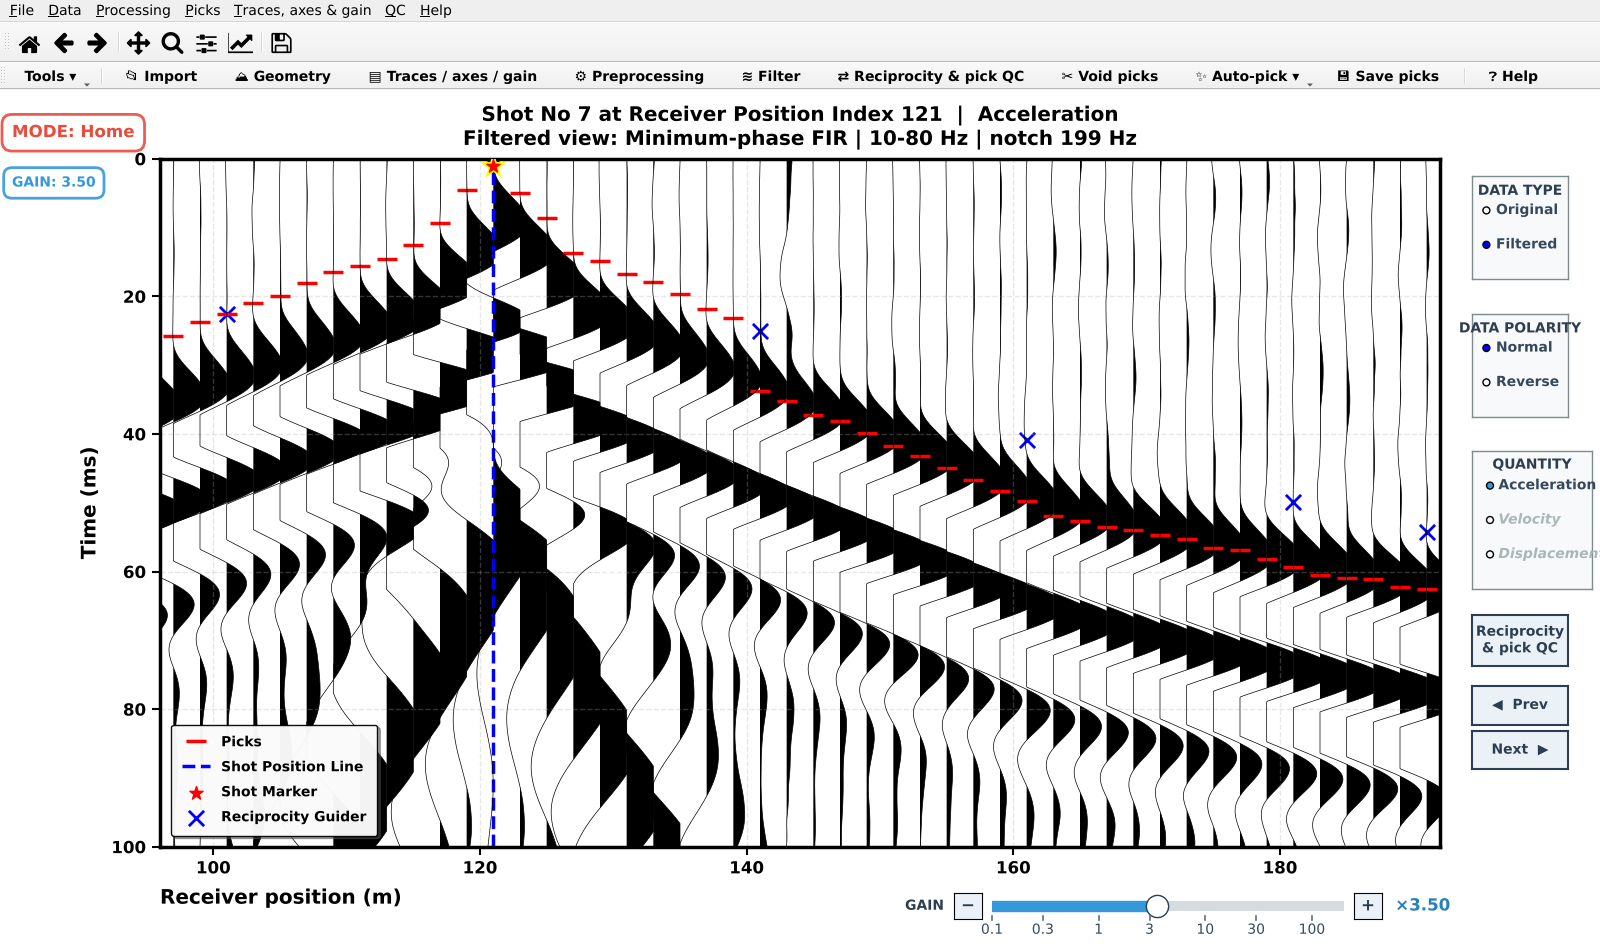 File Data Processing Picks Traces, axes & gain QC Help
Tools ▾ Import Geometry Traces / axes / gain Preprocessing Filter Reciprocity & pick QC Void picks Auto-pick ▾ Save picks ? Help
Shot No 7 at Receiver Position Index 121 | Acceleration
Filtered view: Minimum-phase FIR | 10-80 Hz | notch 199 Hz
MODE: Home
GAIN: 3.50
0
20
40
60
80
100
Time (ms)
100 120 140 160 180
Receiver position (m)
Picks
Shot Position Line
Shot Marker
Reciprocity Guider
DATA TYPE
Original
Filtered
DATA POLARITY
Normal
Reverse
QUANTITY
Acceleration
Velocity
Displacemen
Reciprocity
& pick QC
◀ Prev
Next ▶
GAIN − + ×3.50
0.1 0.3 1 3 10 30 100